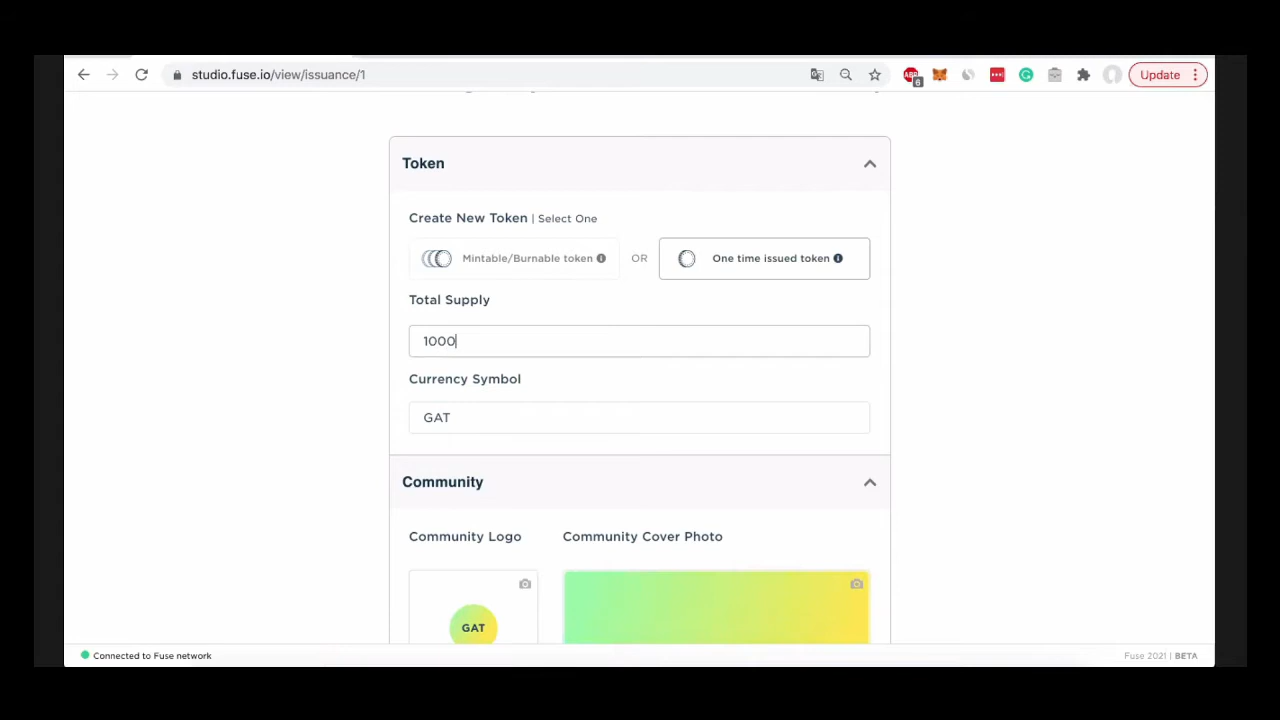 studio.fuse.io/view/issuance/1
6
Update
Token
Create New Token | Select One
Mintable/Burnable token OR One time issued token
Total Supply
1000
Currency Symbol
GAT
Community
Community Logo Community Cover Photo
GAT
Connected to Fuse network Fuse 2021 | BETA